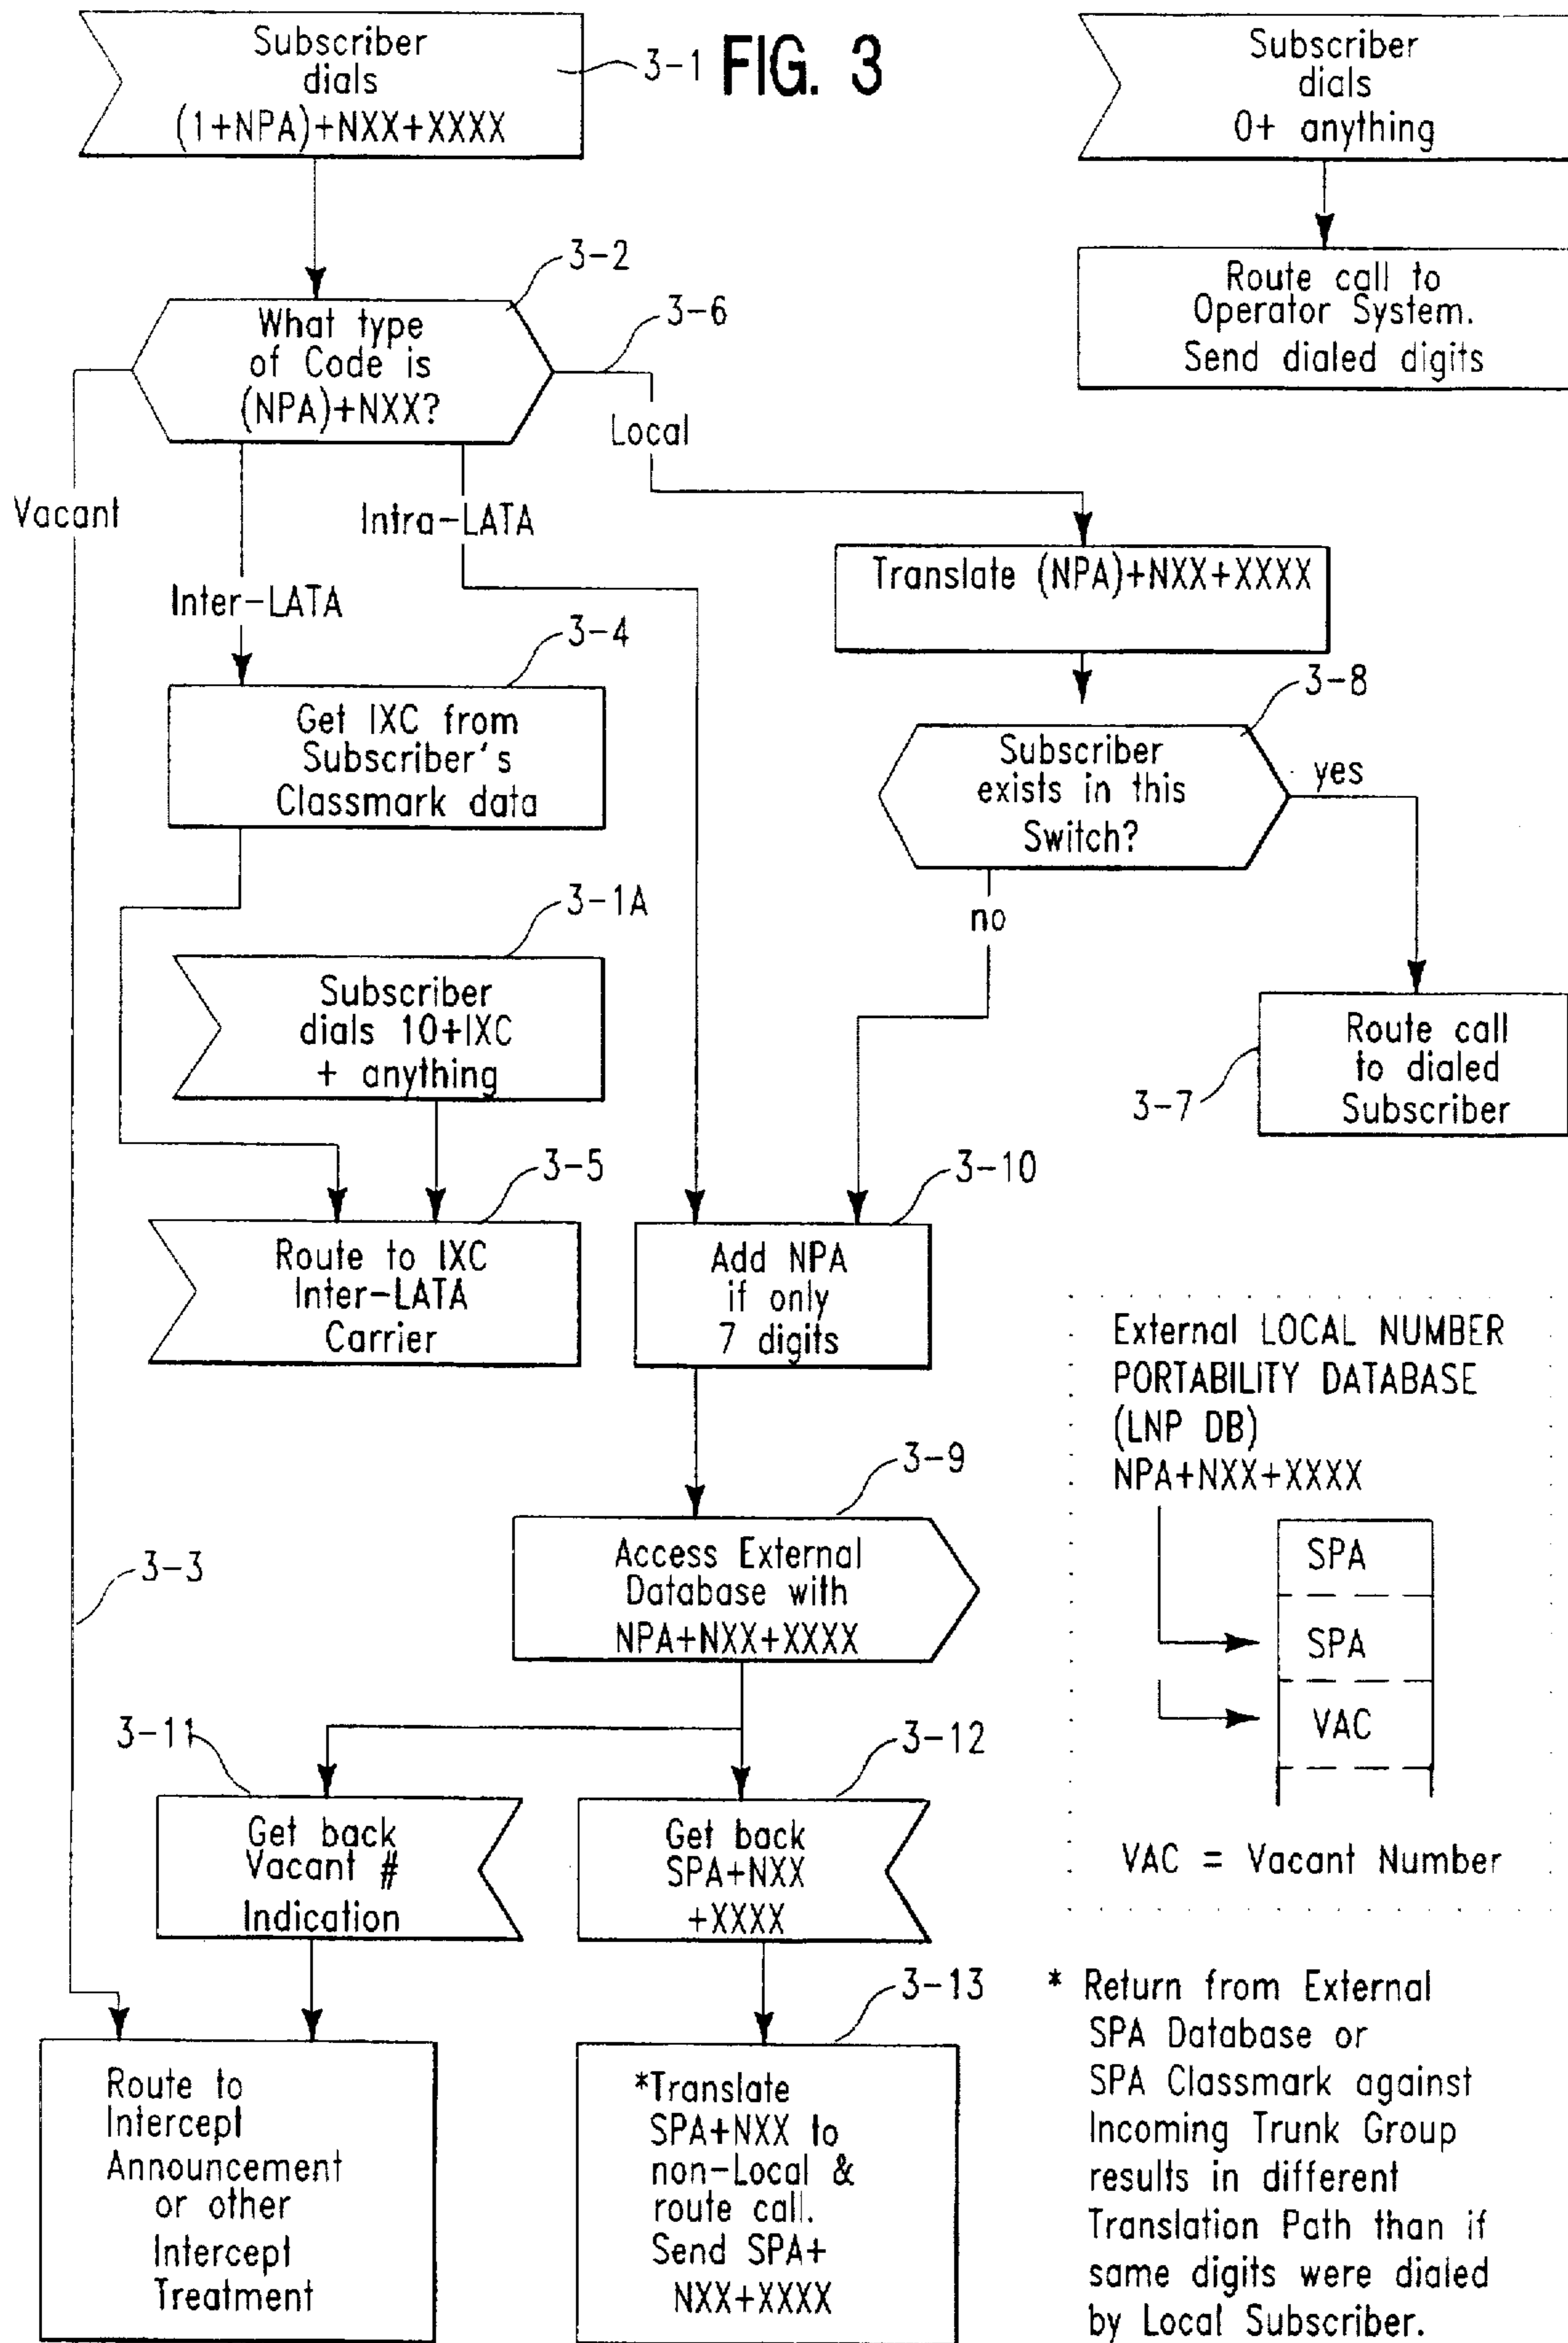 FIG. 3
Subscriber
dials
(1+NPA)+NXX+XXXX
3-1
Subscriber
dials
0+ anything
Route call to
Operator System.
Send dialed digits
3-2
What type
of Code is
(NPA)+NXX?
3-6
Local
Vacant
Inter-LATA
Intra-LATA
Translate (NPA)+NXX+XXXX
3-4
Get IXC from
Subscriber's
Classmark data
3-8
Subscriber
exists in this
Switch?
yes
no
3-1A
Subscriber
dials 10+IXC
+ anything
Route call
to dialed
Subscriber
3-7
3-5
Route to IXC
Inter-LATA
Carrier
3-10
Add NPA
if only
7 digits
External LOCAL NUMBER
PORTABILITY DATABASE
(LNP DB)
NPA+NXX+XXXX
SPA
SPA
VAC
VAC = Vacant Number
3-9
Access External
Database with
NPA+NXX+XXXX
3-3
3-11
Get back
Vacant #
Indication
3-12
Get back
SPA+NXX
+XXXX
3-13
Route to
Intercept
Announcement
or other
Intercept
Treatment
*Translate
SPA+NXX to
non-Local &
route call.
Send SPA+
NXX+XXXX
* Return from External
SPA Database or
SPA Classmark against
Incoming Trunk Group
results in different
Translation Path than if
same digits were dialed
by Local Subscriber.